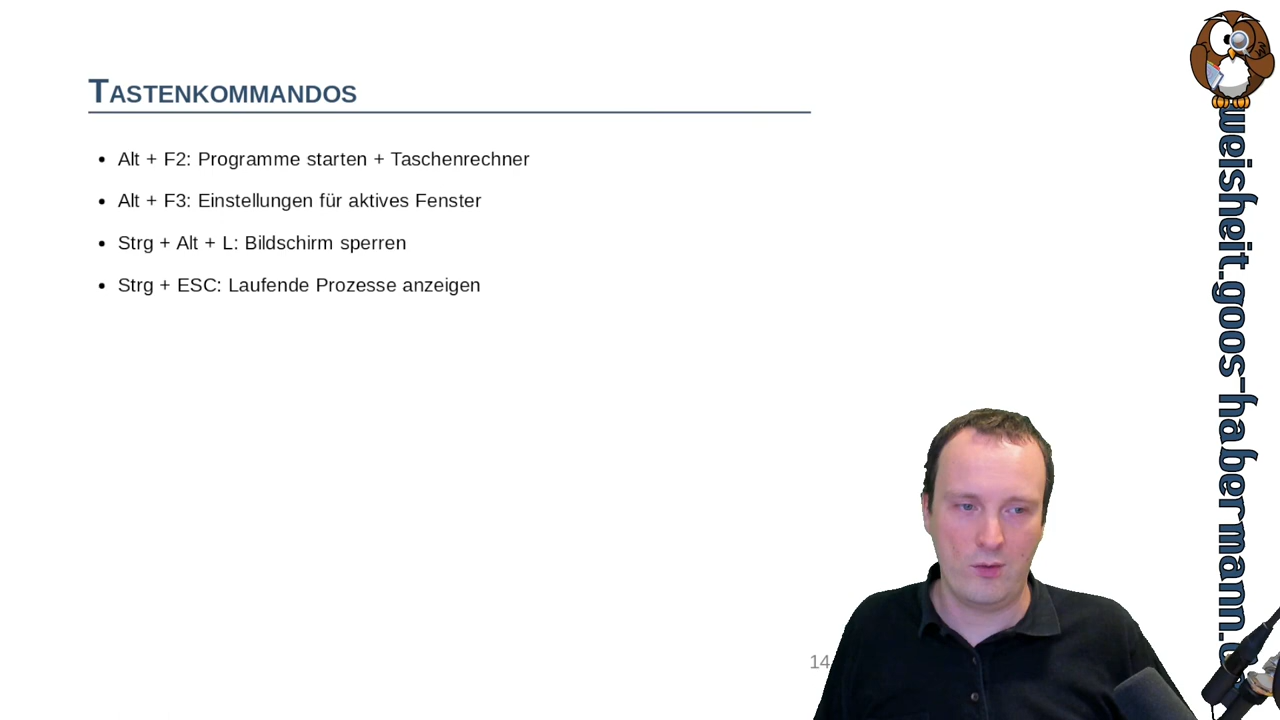 TASTENKOMMANDOS
• Alt + F2: Programme starten + Taschenrechner
• Alt + F3: Einstellungen für aktives Fenster
• Strg + Alt + L: Bildschirm sperren
• Strg + ESC: Laufende Prozesse anzeigen
14
weisheit.goos-habermann.